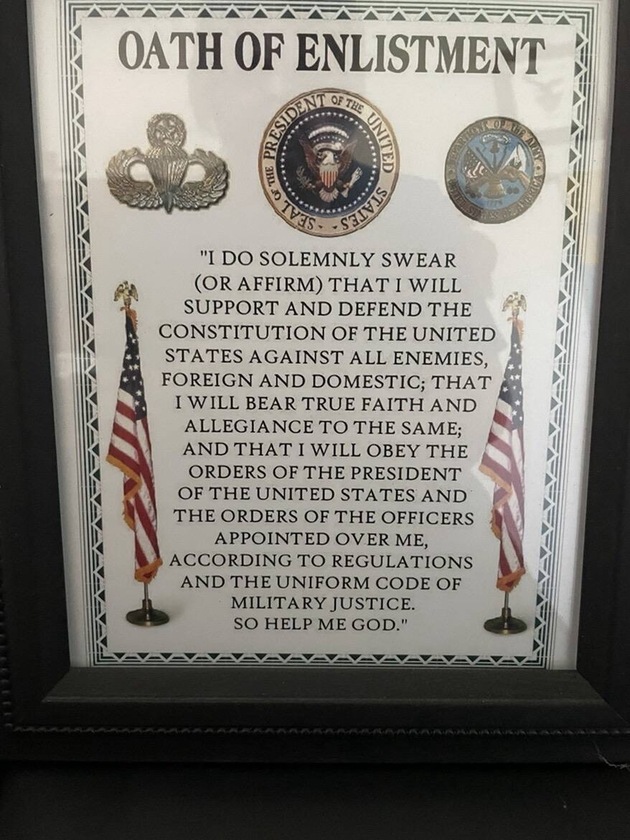 OATH OF ENLISTMENT
SEAL OF THE PRESIDENT OF THE UNITED STATES
"I DO SOLEMNLY SWEAR
(OR AFFIRM) THAT I WILL
SUPPORT AND DEFEND THE
CONSTITUTION OF THE UNITED
STATES AGAINST ALL ENEMIES,
FOREIGN AND DOMESTIC; THAT
I WILL BEAR TRUE FAITH AND
ALLEGIANCE TO THE SAME;
AND THAT I WILL OBEY THE
ORDERS OF THE PRESIDENT
OF THE UNITED STATES AND
THE ORDERS OF THE OFFICERS
APPOINTED OVER ME,
ACCORDING TO REGULATIONS
AND THE UNIFORM CODE OF
MILITARY JUSTICE.
SO HELP ME GOD."